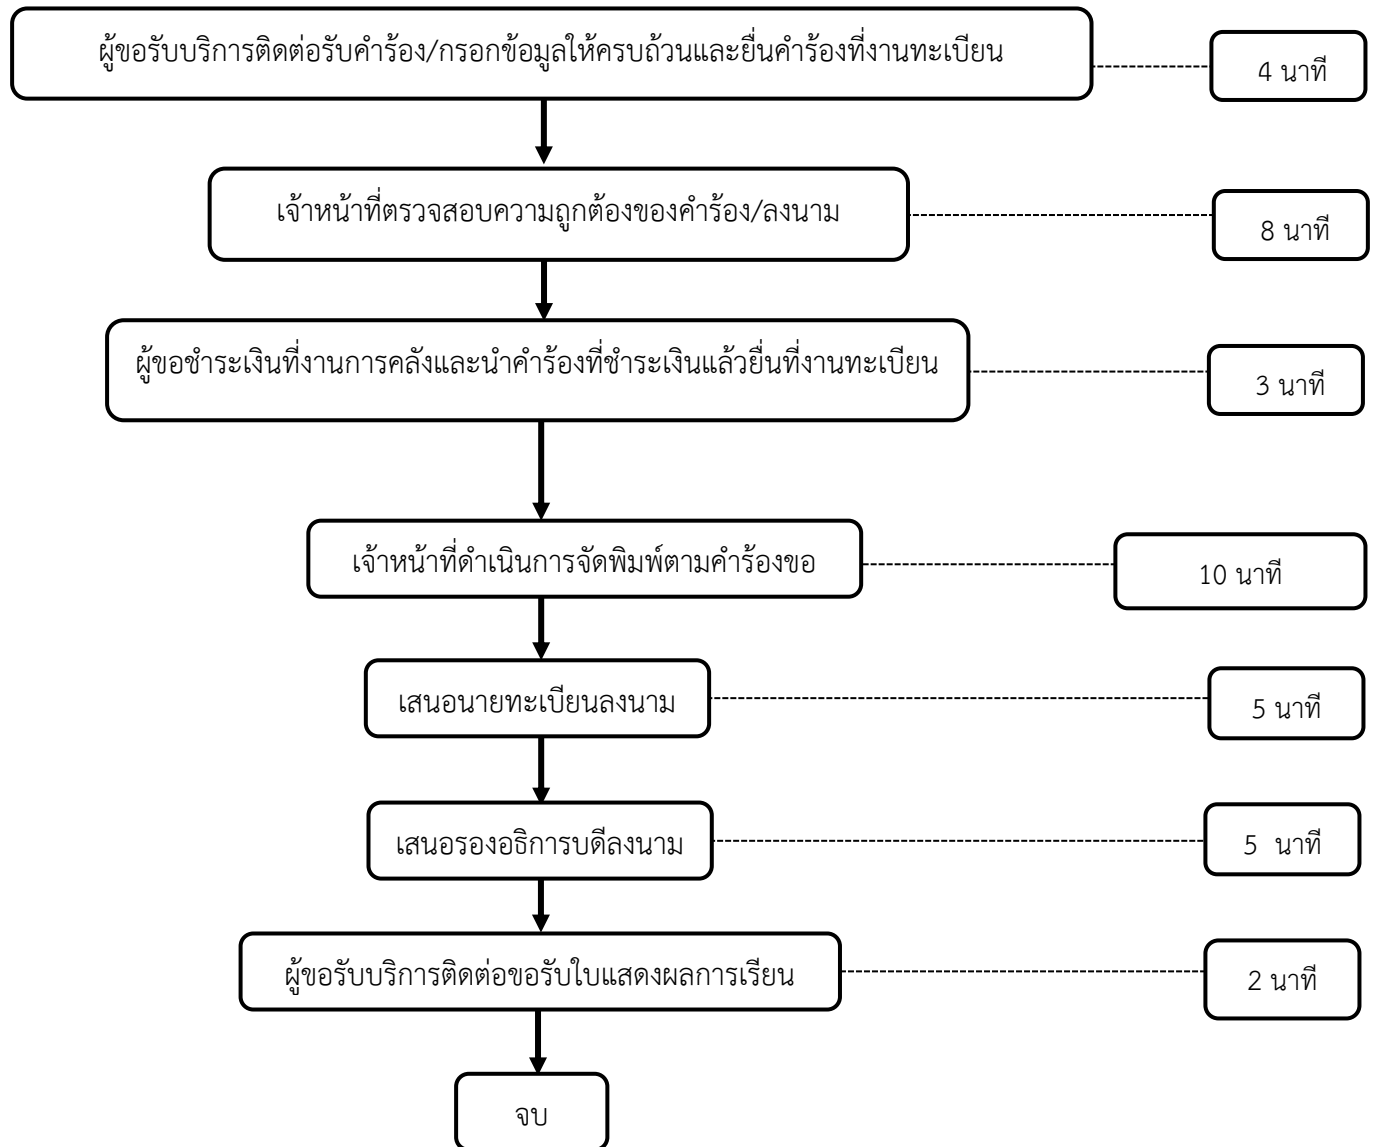 ผู้ขอรับบริการติดต่อรับคำร้อง/กรอกข้อมูลให้ครบถ้วนและยื่นคำร้องที่งานทะเบียน
4 นาที
เจ้าหน้าที่ตรวจสอบความถูกต้องของคำร้อง/ลงนาม
8 นาที
ผู้ขอชำระเงินที่งานการคลังและนำคำร้องที่ชำระเงินแล้วยื่นที่งานทะเบียน
3 นาที
เจ้าหน้าที่ดำเนินการจัดพิมพ์ตามคำร้องขอ
10 นาที
เสนอนายทะเบียนลงนาม
5 นาที
เสนอรองอธิการบดีลงนาม
5 นาที
ผู้ขอรับบริการติดต่อขอรับใบแสดงผลการเรียน
2 นาที
จบ